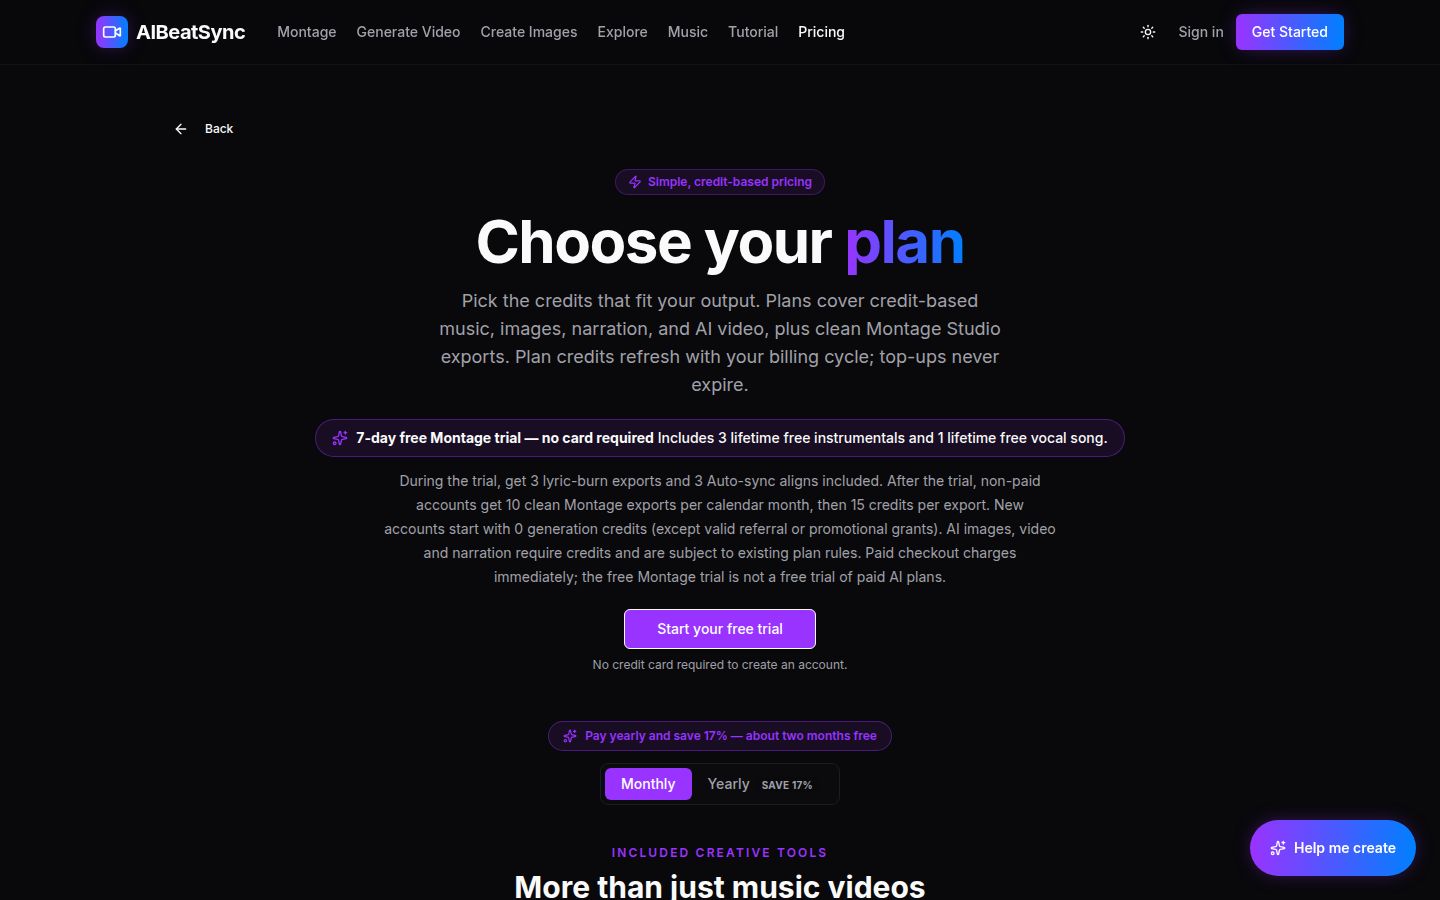 AIBeatSync
Montage
Generate Video
Create Images
Explore
Music
Tutorial
Pricing
Sign in
Get Started
Back
Simple, credit-based pricing
Choose your plan
Pick the credits that fit your output. Plans cover credit-based
music, images, narration, and AI video, plus clean Montage Studio
exports. Plan credits refresh with your billing cycle; top-ups never
expire.
7-day free Montage trial — no card required Includes 3 lifetime free instrumentals and 1 lifetime free vocal song.
During the trial, get 3 lyric-burn exports and 3 Auto-sync aligns included. After the trial, non-paid
accounts get 10 clean Montage exports per calendar month, then 15 credits per export. New
accounts start with 0 generation credits (except valid referral or promotional grants). AI images, video
and narration require credits and are subject to existing plan rules. Paid checkout charges
immediately; the free Montage trial is not a free trial of paid AI plans.
Start your free trial
No credit card required to create an account.
Pay yearly and save 17% — about two months free
Monthly
Yearly SAVE 17%
INCLUDED CREATIVE TOOLS
More than just music videos
Help me create